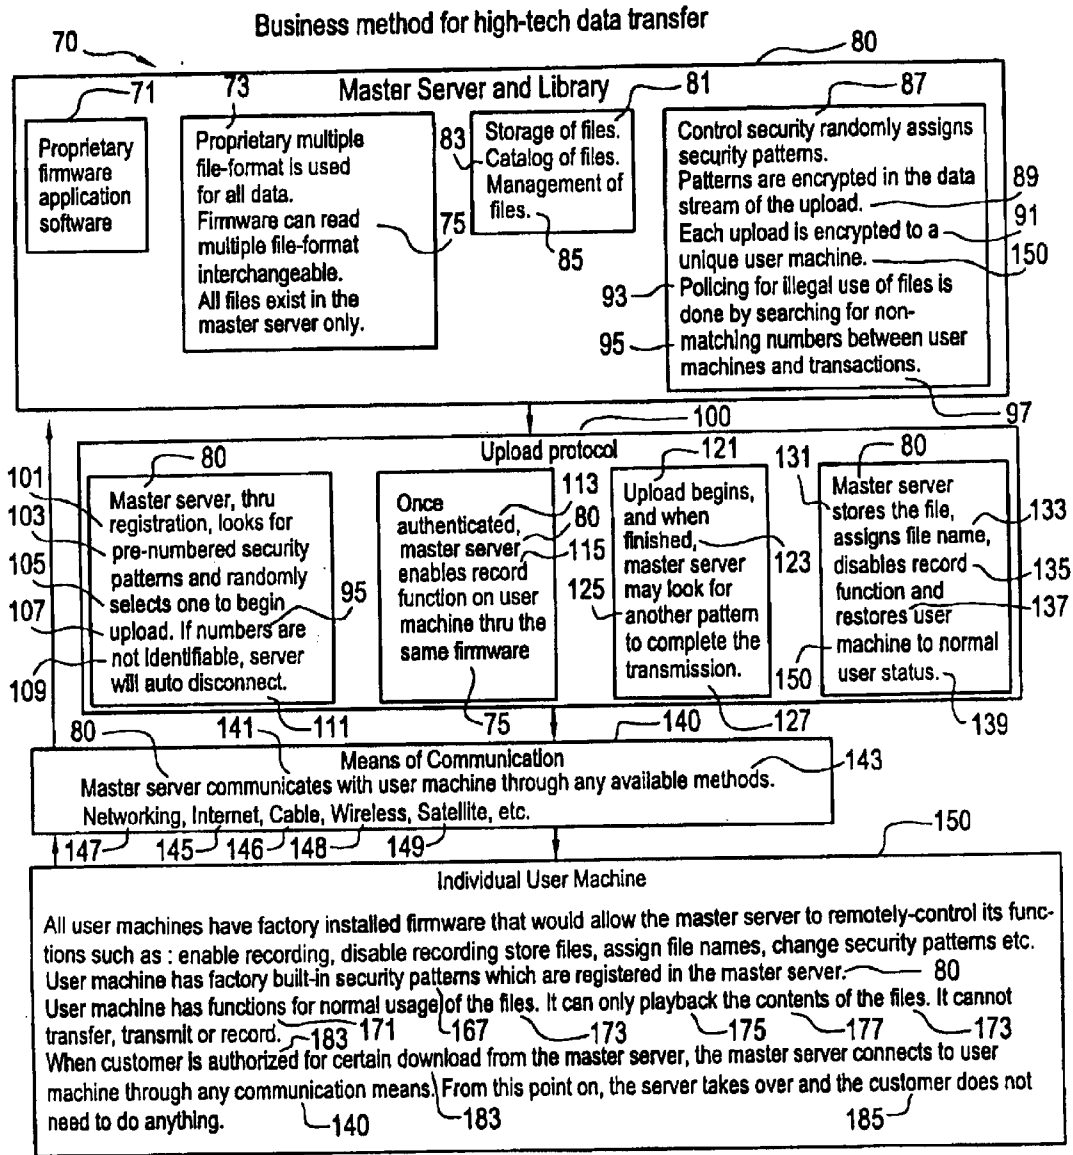 Business method for high-tech data transfer
70
80
Master Server and Library
71
Proprietary
firmware
application
software
73
Proprietary multiple
file-format is used
for all data.
Firmware can read
multiple file-format
interchangeable.
All files exist in the
master server only.
75
81
83
Storage of files.
Catalog of files.
Management of
files.
85
87
Control security randomly assigns
security patterns.
Patterns are encrypted in the data
stream of the upload.
Each upload is encrypted to a
unique user machine.
Policing for illegal use of files is
done by searching for non-
matching numbers between user
machines and transactions.
89
91
150
93
95
97
100
Upload protocol
101
103
105
107
109
80
Master server, thru
registration, looks for
pre-numbered security
patterns and randomly
selects one to begin
upload. If numbers are
not identifiable, server
will auto disconnect.
95
111
Once
authenticated,
master server
enables record
function on user
machine thru the
same firmware
113
80
115
75
121
Upload begins,
and when
finished,
master server
may look for
another pattern
to complete the
transmission.
123
125
127
131
80
Master server
stores the file,
assigns file name,
disables record
function and
restores user
machine to normal
user status.
133
135
137
150
139
80
141
140
Means of Communication
Master server communicates with user machine through any available methods.
Networking, Internet, Cable, Wireless, Satellite, etc.
143
147
145
146
148
149
150
Individual User Machine
All user machines have factory installed firmware that would allow the master server to remotely-control its func-
tions such as : enable recording, disable recording store files, assign file names, change security patterns etc.
User machine has factory built-in security patterns which are registered in the master server. 80
User machine has functions for normal usage of the files. It can only playback the contents of the files. It cannot
transfer, transmit or record. 171 167 173 175 177 173
183
When customer is authorized for certain download from the master server, the master server connects to user
machine through any communication means. From this point on, the server takes over and the customer does not
need to do anything. 140 183 185